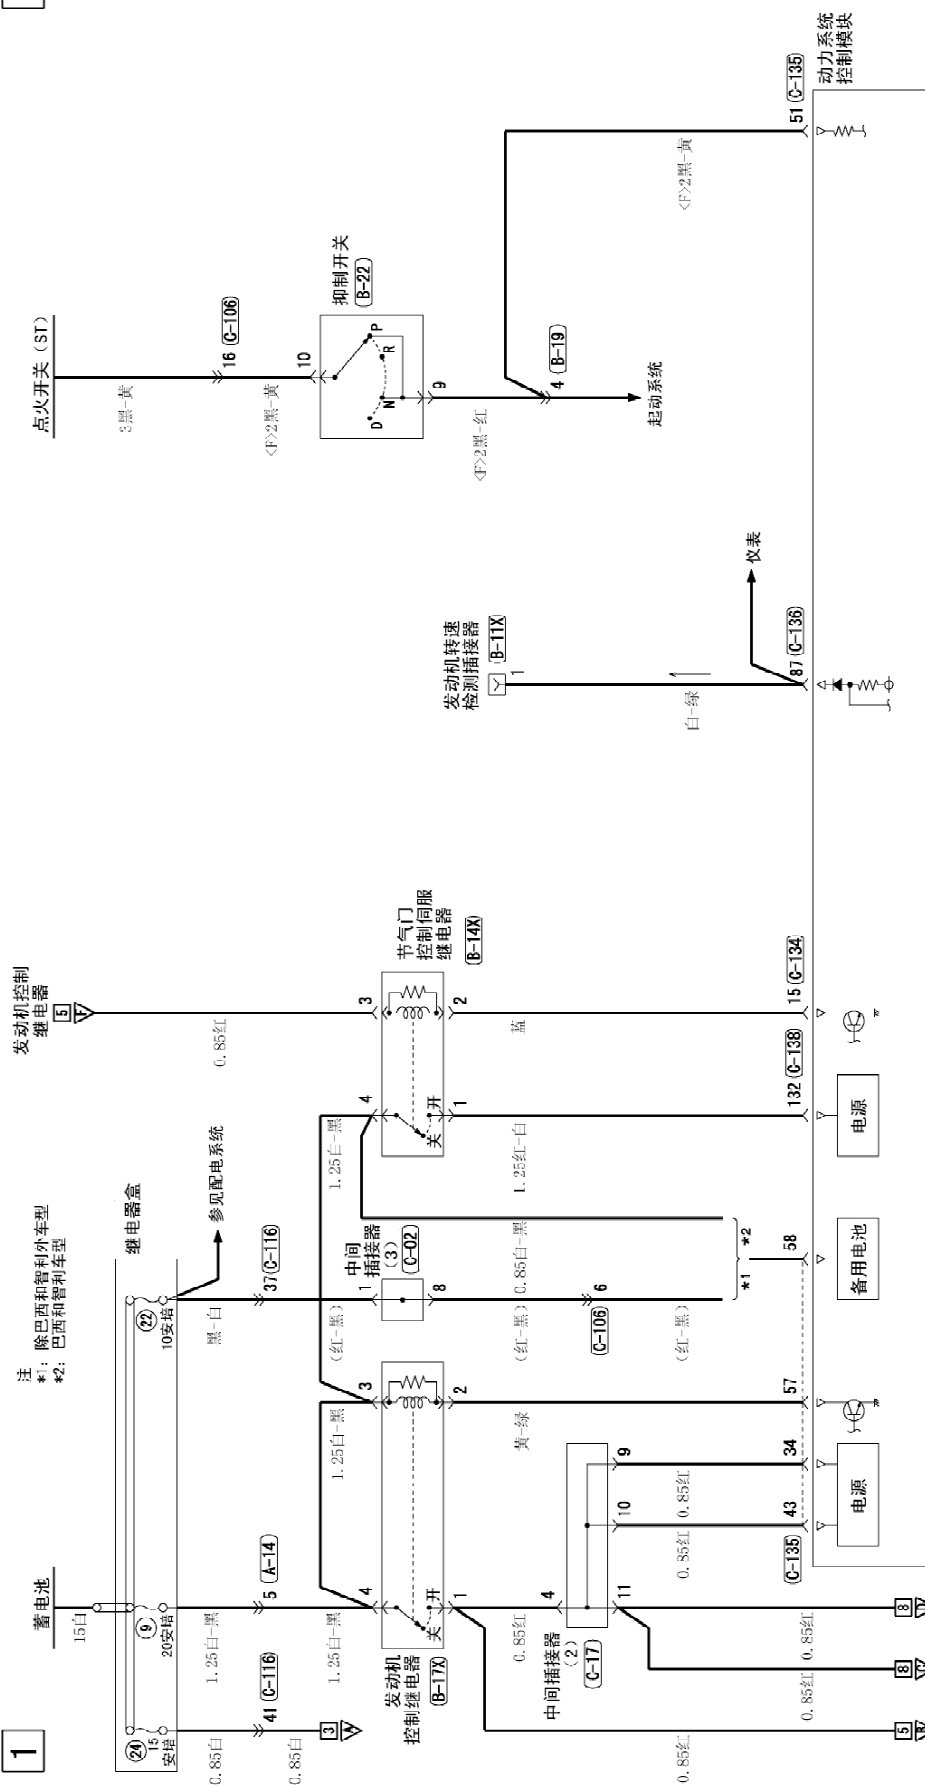 1
注
*1: 除巴西和智利外车型
*2: 巴西和智利车型
蓄电池
15白
继电器盒
24
15
安培
9
20安培
22
10安培
参见配电系统
0.85白
41 C-116
0.85白
3
A
1.25白-黑
5 A-14
1.25白-黑
黑-白
37 C-116
发动机控制
继电器
5
F
0.85红
4
1.25白-黑
3
(红-黑)
1
中间
插接器
(3)
C-02
8
1.25白-黑
4
3
节气门
控制伺服
继电器
B-14X
关
开
1
2
发动机
控制继电器
B-17X
关
开
1
2
0.85红
4
中间插接器
(2)
C-17
11
10
9
黄-绿
(红-黑)
0.85白-黑
C-106
6
(红-黑)
1.25红-白
蓝
0.85红
0.85红
0.85红
0.85红
0.85红
5
B
8
8
C-135
43
34
57
*1
*2
58
132 C-138
15 C-134
电源
备用电池
电源
发动机转速
检测插接器
B-11X
1
白-绿
仪表
87 C-136
点火开关 (ST)
3黑-黄
16 C-106
<F>2黑-黄
10
抑制开关
B-22
P
R
N
D
9
<F>2黑-红
4
B-19
起动系统
<F>2黑-黄
51 C-135
动力系统
控制模块